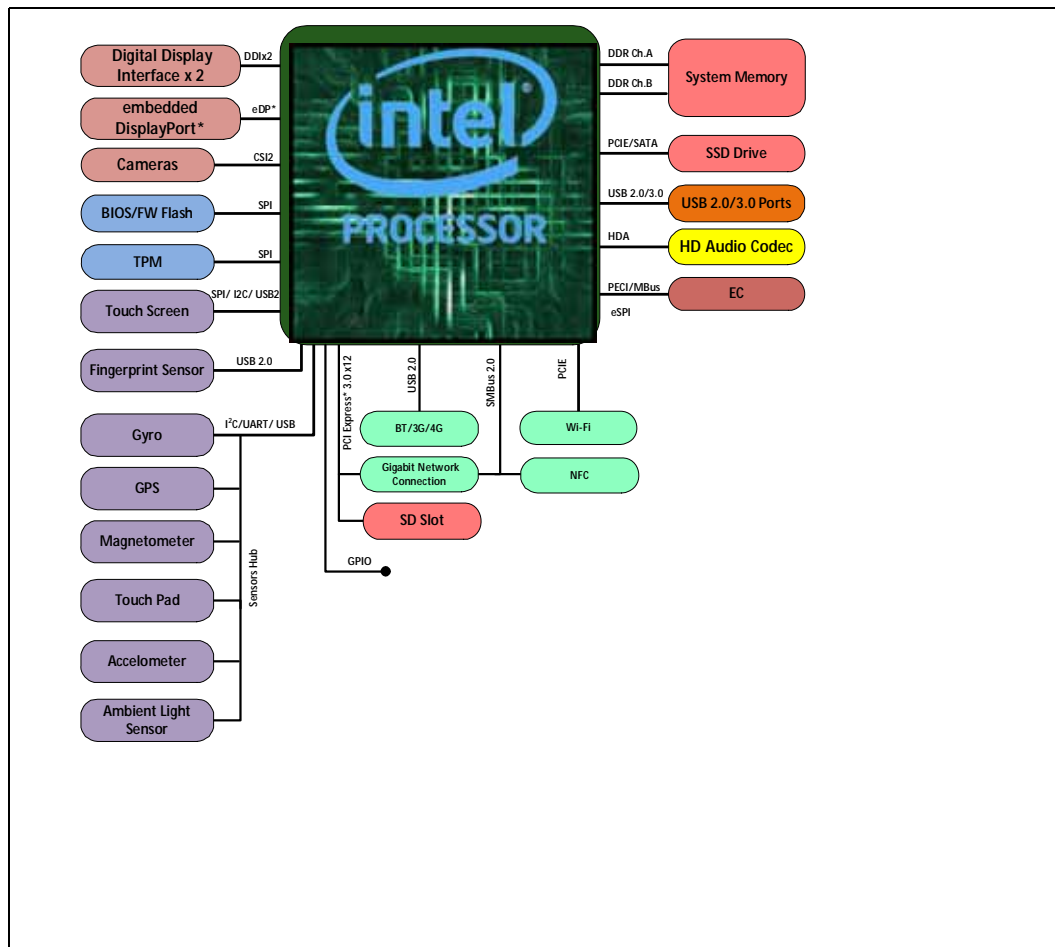 Digital Display
Interface x 2
DDIx2
embedded
DisplayPort*
eDP*
Cameras
CSI2
BIOS/FW Flash
SPI
TPM
SPI
Touch Screen
SPI/ I2C/ USB2
Fingerprint Sensor
USB 2.0
Gyro
I²C/UART/ USB
GPS
Magnetometer
Touch Pad
Accelometer
Ambient Light
Sensor
Sensors Hub
intel®
PROCESSOR
DDR Ch.A
DDR Ch.B
System Memory
PCIE/SATA
SSD Drive
USB 2.0/3.0
USB 2.0/3.0 Ports
HDA
HD Audio Codec
PECI/MBus
eSPI
EC
PCI Express* 3.0 x12
USB 2.0
SMBus 2.0
PCIE
BT/3G/4G
Wi-Fi
Gigabit Network
Connection
NFC
SD Slot
GPIO